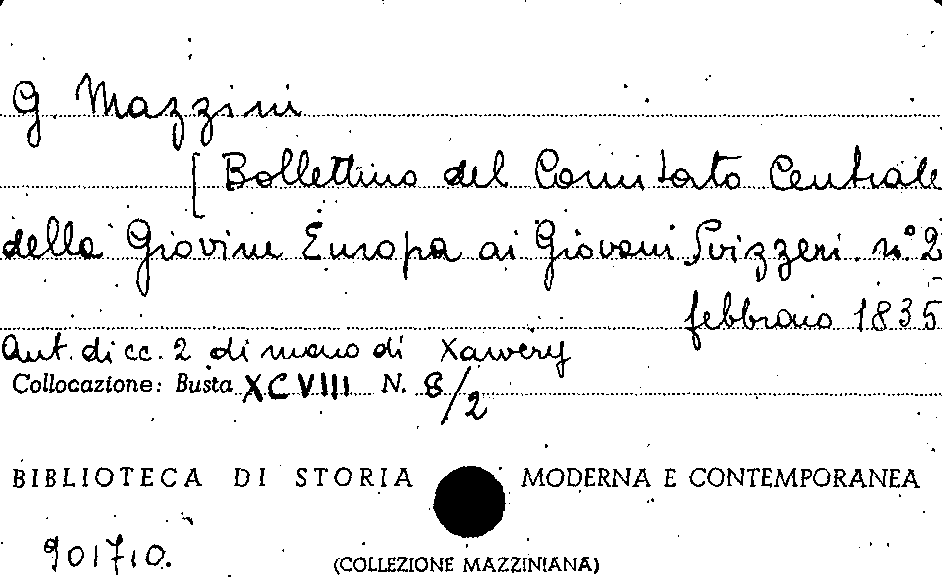 G. Mazzini
[Bollettino del Comitato Centrale
della Giovine Europa ai Giovani Svizzeri. n° 2
febbraio 1835
Aut. di cc. 2 di mano di Xawery
Collocazione: Busta XCVIII N. 8/2
BIBLIOTECA DI STORIA MODERNA E CONTEMPORANEA
901710.
(COLLEZIONE MAZZINIANA)